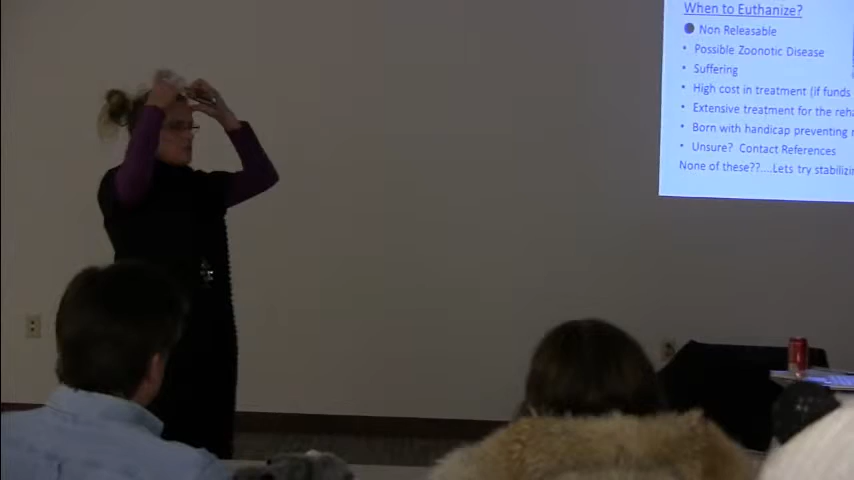 When to Euthanize?
Non Releasable
• Possible Zoonotic Disease
• Suffering
• High cost in treatment (if funds
• Extensive treatment for the reha
• Born with handicap preventing
• Unsure? Contact References
None of these??....Lets try stabilizin